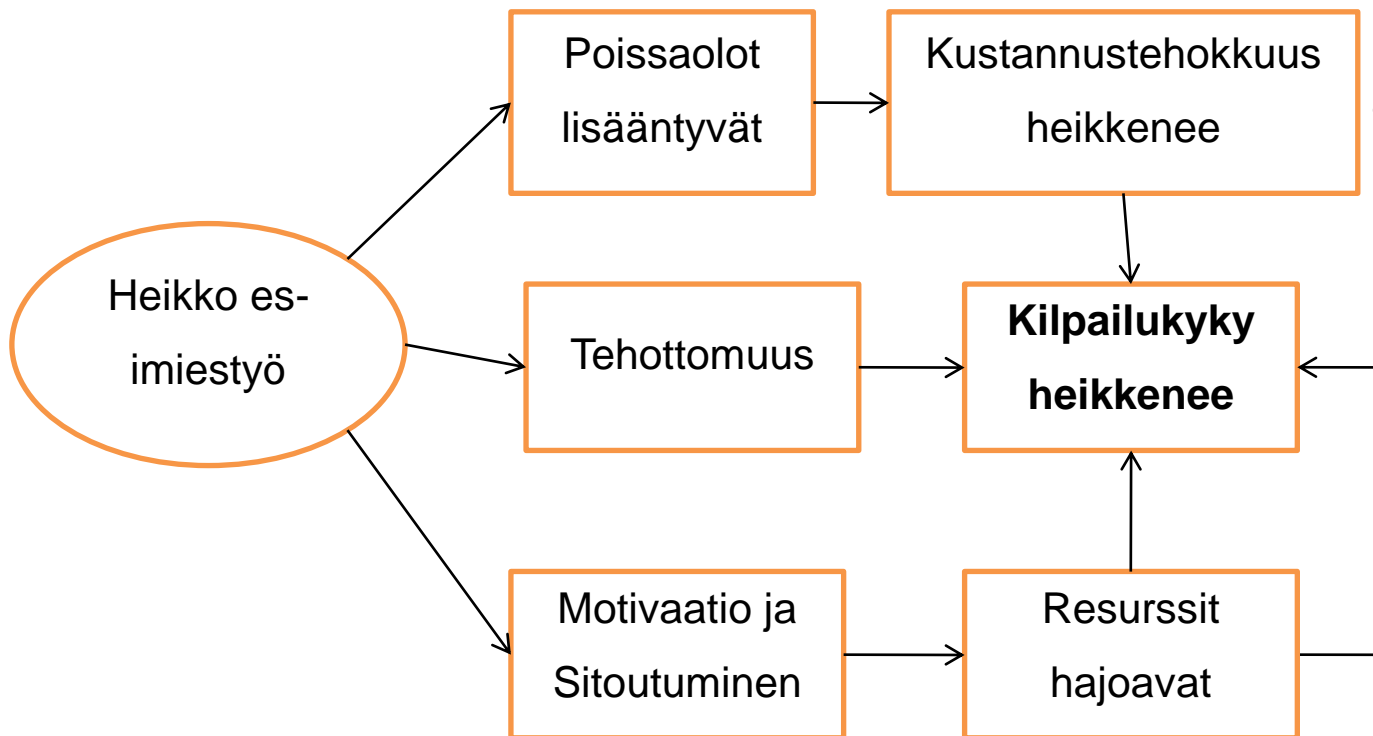 Poissaolot
lisääntyvät
Kustannustehokkuus
heikkenee
Heikko es-
imiestyö
Tehottomuus
Kilpailukyky
heikkenee
Motivaatio ja
Sitoutuminen
Resurssit
hajoavat